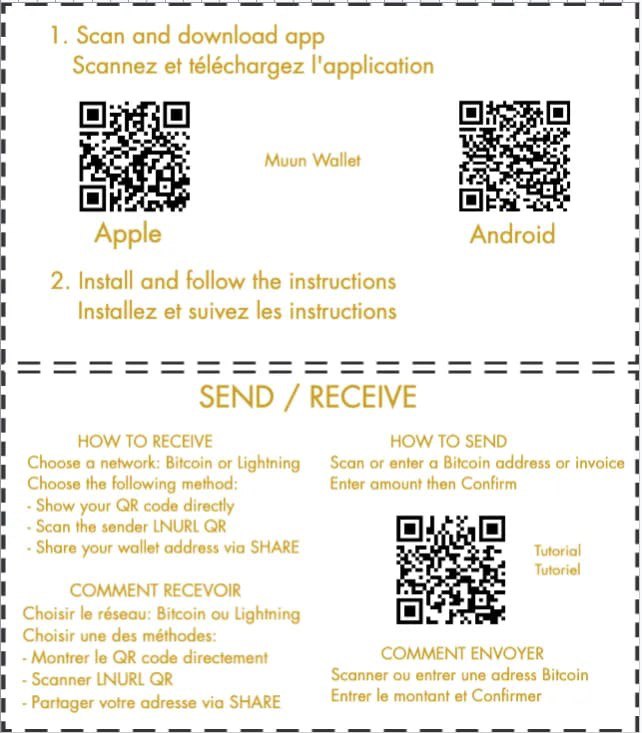 1. Scan and download app
Scannez et téléchargez l'application
Muun Wallet
Apple
Android
2. Install and follow the instructions
Installez et suivez les instructions
SEND / RECEIVE
HOW TO RECEIVE
Choose a network: Bitcoin or Lightning
Choose the following method:
- Show your QR code directly
- Scan the sender LNURL QR
- Share your wallet address via SHARE
COMMENT RECEVOIR
Choisir le réseau: Bitcoin ou Lightning
Choisir une des méthodes:
- Montrer le QR code directement
- Scanner LNURL QR
- Partager votre adresse via SHARE
HOW TO SEND
Scan or enter a Bitcoin address or invoice
Enter amount then Confirm
Tutorial
Tutoriel
COMMENT ENVOYER
Scanner ou entrer une adress Bitcoin
Entrer le montant et Confirmer